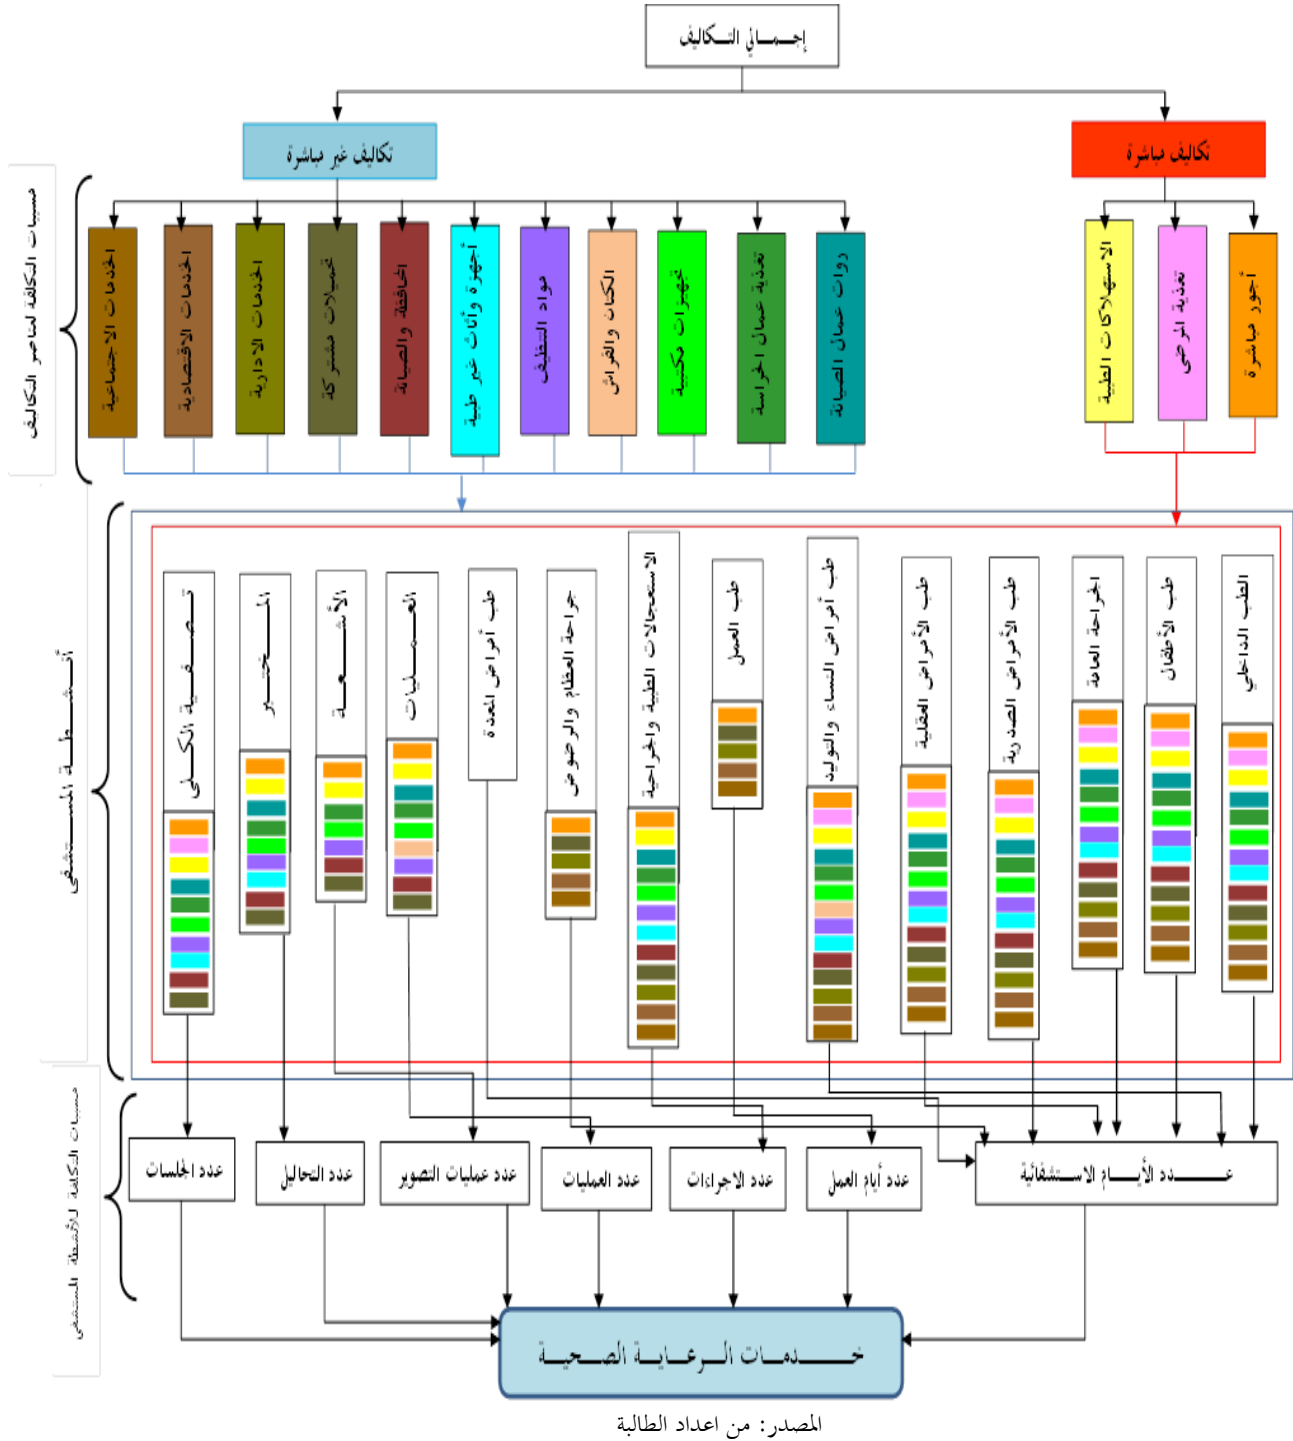 إجمالي التكاليف
تكاليف مباشرة
تكاليف غير مباشرة
مسببات التكلفة لعناصر التكاليف
أجور مباشرة
تغذية المرضى
الاستهلاكات الطبية
روات عمال الصيانة
تغذية عمال الحراسة
تجهيزات مكتبية
الكتان والفراش
مواد التنظيف
أجهزة وأثاث غير طبية
المحافظة والصيانة
تحميلات مشتركة
الخدمات الادارية
الخدمات الاقتصادية
الخدمات الاجتماعية
أنشطة المستشفى
الطب الداخلي
طب الأطفال
الجراحة العامة
طب الأمراض الصدرية
طب الأمراض العقلية
طب أمراض النساء والتوليد
طب العمل
الاستعجالات الطبية والجراحية
جراحة العظام والرضوض
طب أمراض المعدة
العمليات
الأشعة
المختبر
تصفية الكلى
مسببات التكلفة للأنشطة المستشفى
عدد الأيام الاستشفائية
عدد أيام العمل
عدد الاجراءات
عدد العمليات
عدد عمليات التصوير
عدد التحاليل
عدد الجلسات
خدمات الرعاية الصحية
المصدر: من اعداد الطالبة